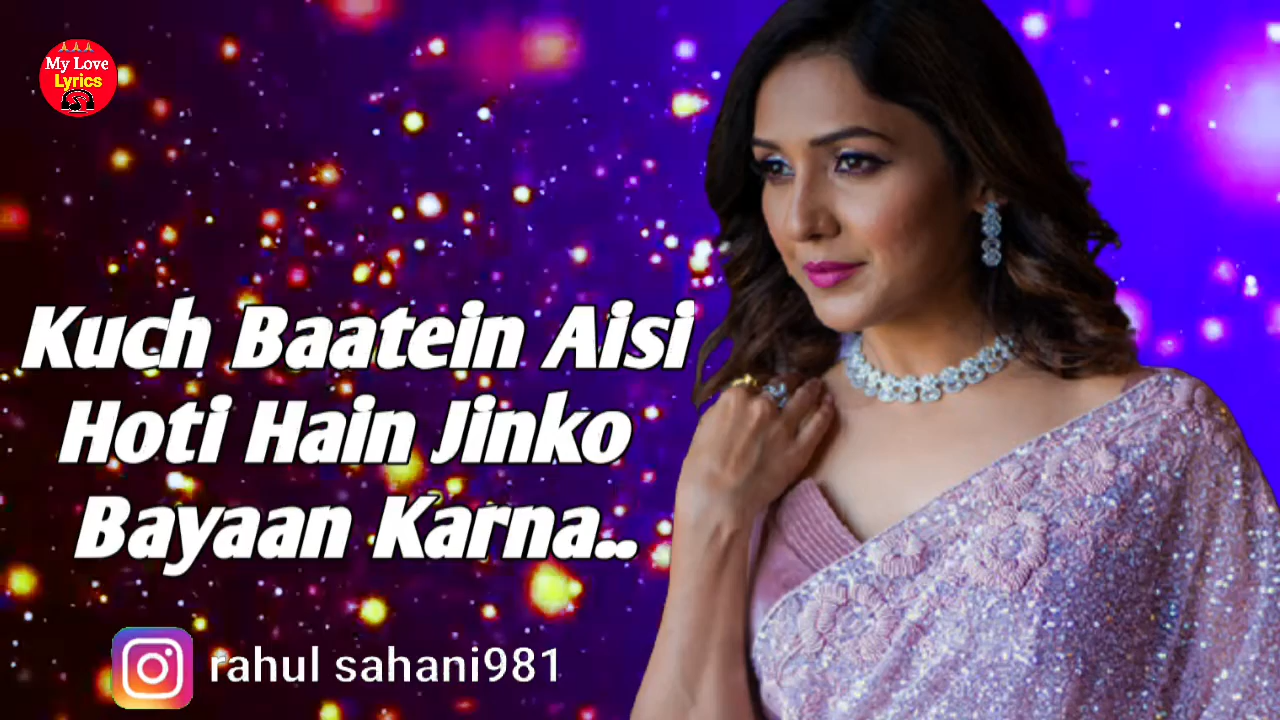 My Love
Lyrics
Kuch Baatein Aisi
Hoti Hain Jinko
Bayaan Karna..
rahul sahani981